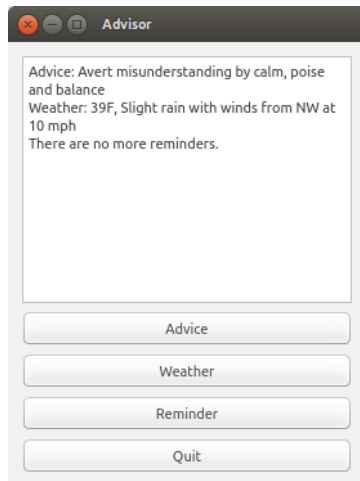 Advisor
Advice: Avert misunderstanding by calm, poise
and balance
Weather: 39F, Slight rain with winds from NW at
10 mph
There are no more reminders.
Advice
Weather
Reminder
Quit